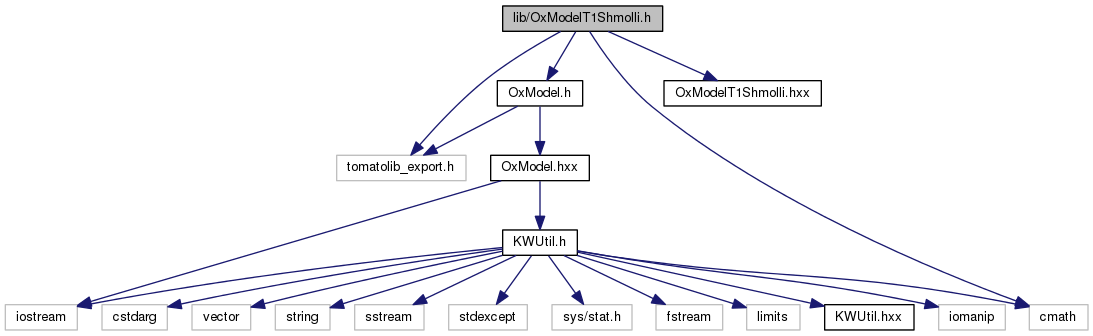 lib/OxModelT1Shmolli.h
OxModel.h
OxModelT1Shmolli.hxx
tomatolib_export.h
OxModel.hxx
KWUtil.h
iostream
cstdarg
vector
string
sstream
stdexcept
sys/stat.h
fstream
limits
KWUtil.hxx
iomanip
cmath